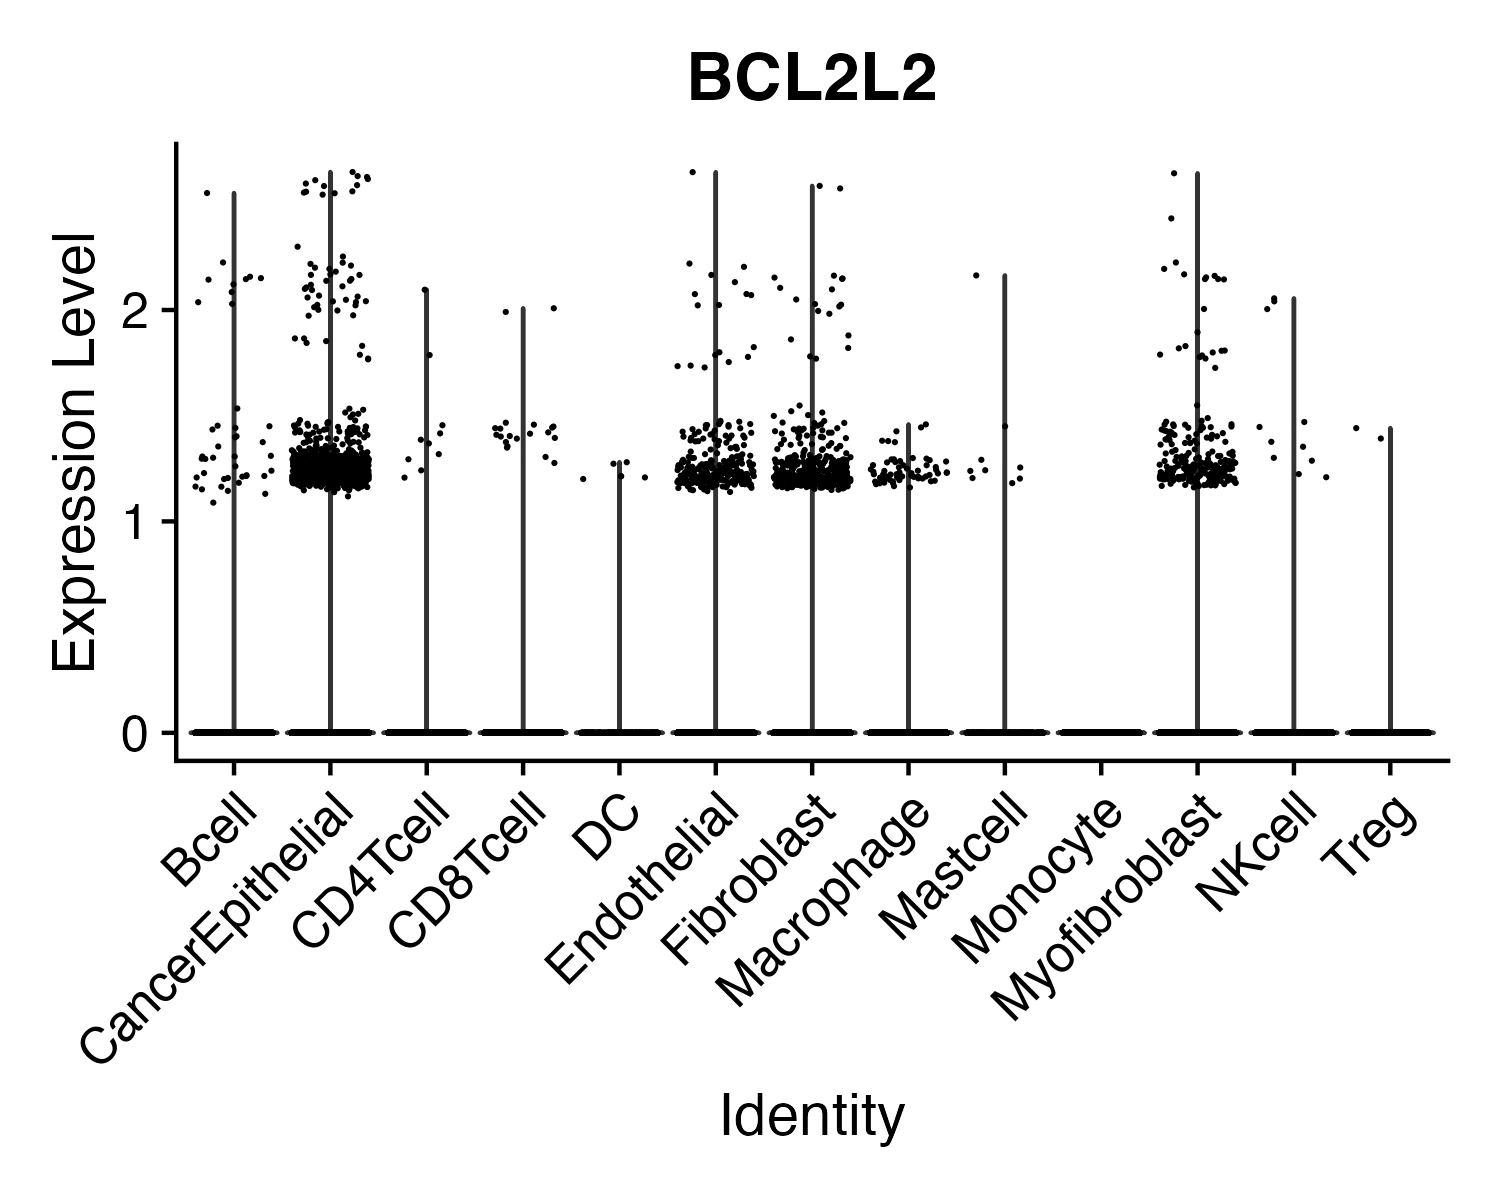 BCL2L2
Expression Level
2
1
0
Bcell
CancerEpithelial
CD4Tcell
CD8Tcell
DC
Endothelial
Fibroblast
Macrophage
Mastcell
Monocyte
Myofibroblast
NKcell
Treg
Identity